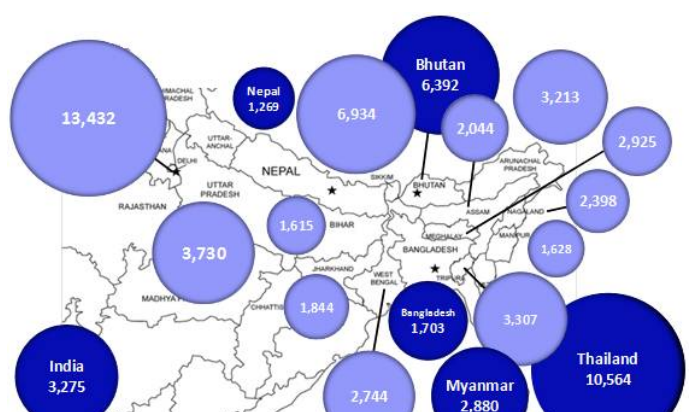 Bhutan
6,392
HIMACHAL
PRADESH
Nepal
1,269
3,213
13,432
6,934
2,044
2,925
UTTAR-
ANCHAL
DELHI
ARUNACHAL
PRADESH
NEPAL
SIKKIM
UTTAR
PRADESH
BHUTAN
2,398
RAJASTHAN
ASSAM
NAGALAND
1,615
BIHAR
MEGHALAY
MANIPUR
3,730
BANGLADESH
1,628
JHARKHAND
WEST
BENGAL
TRIPURA
MADHYA P
CHHATTIS
1,844
Bangladesh
1,703
3,307
India
3,275
Thailand
10,564
2,744
Myanmar
2,880